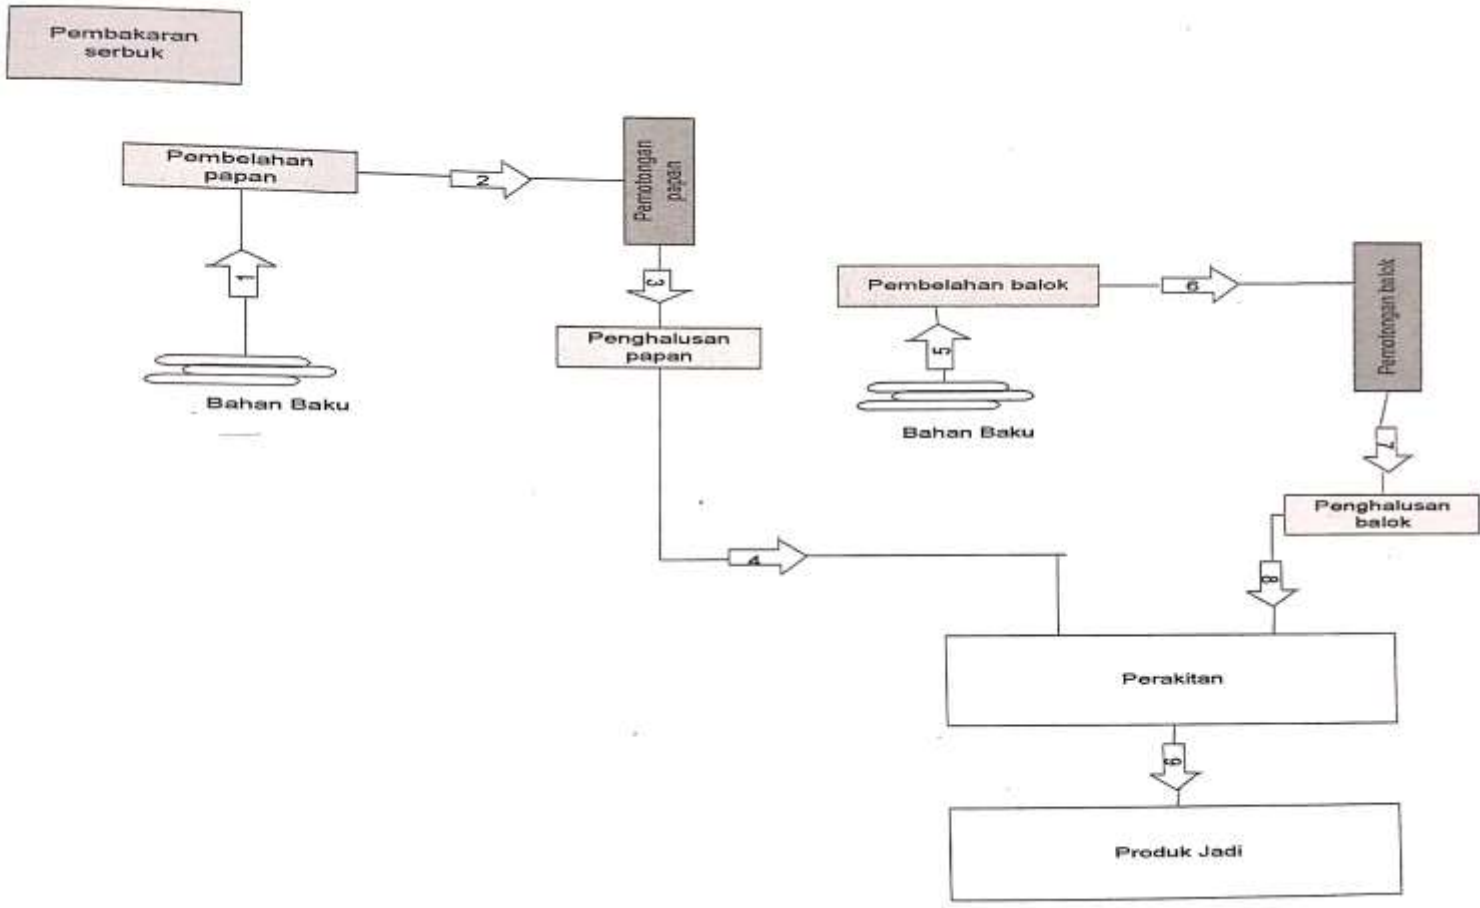 Pembakaran
serbuk
Pembelahan
papan
2
Pemotongan
papan
1
3
Penghalusan
papan
Bahan Baku
Pembelahan balok
6
Pemotongan balok
5
Bahan Baku
7
Penghalusan
balok
4
8
Perakitan
9
Produk Jadi